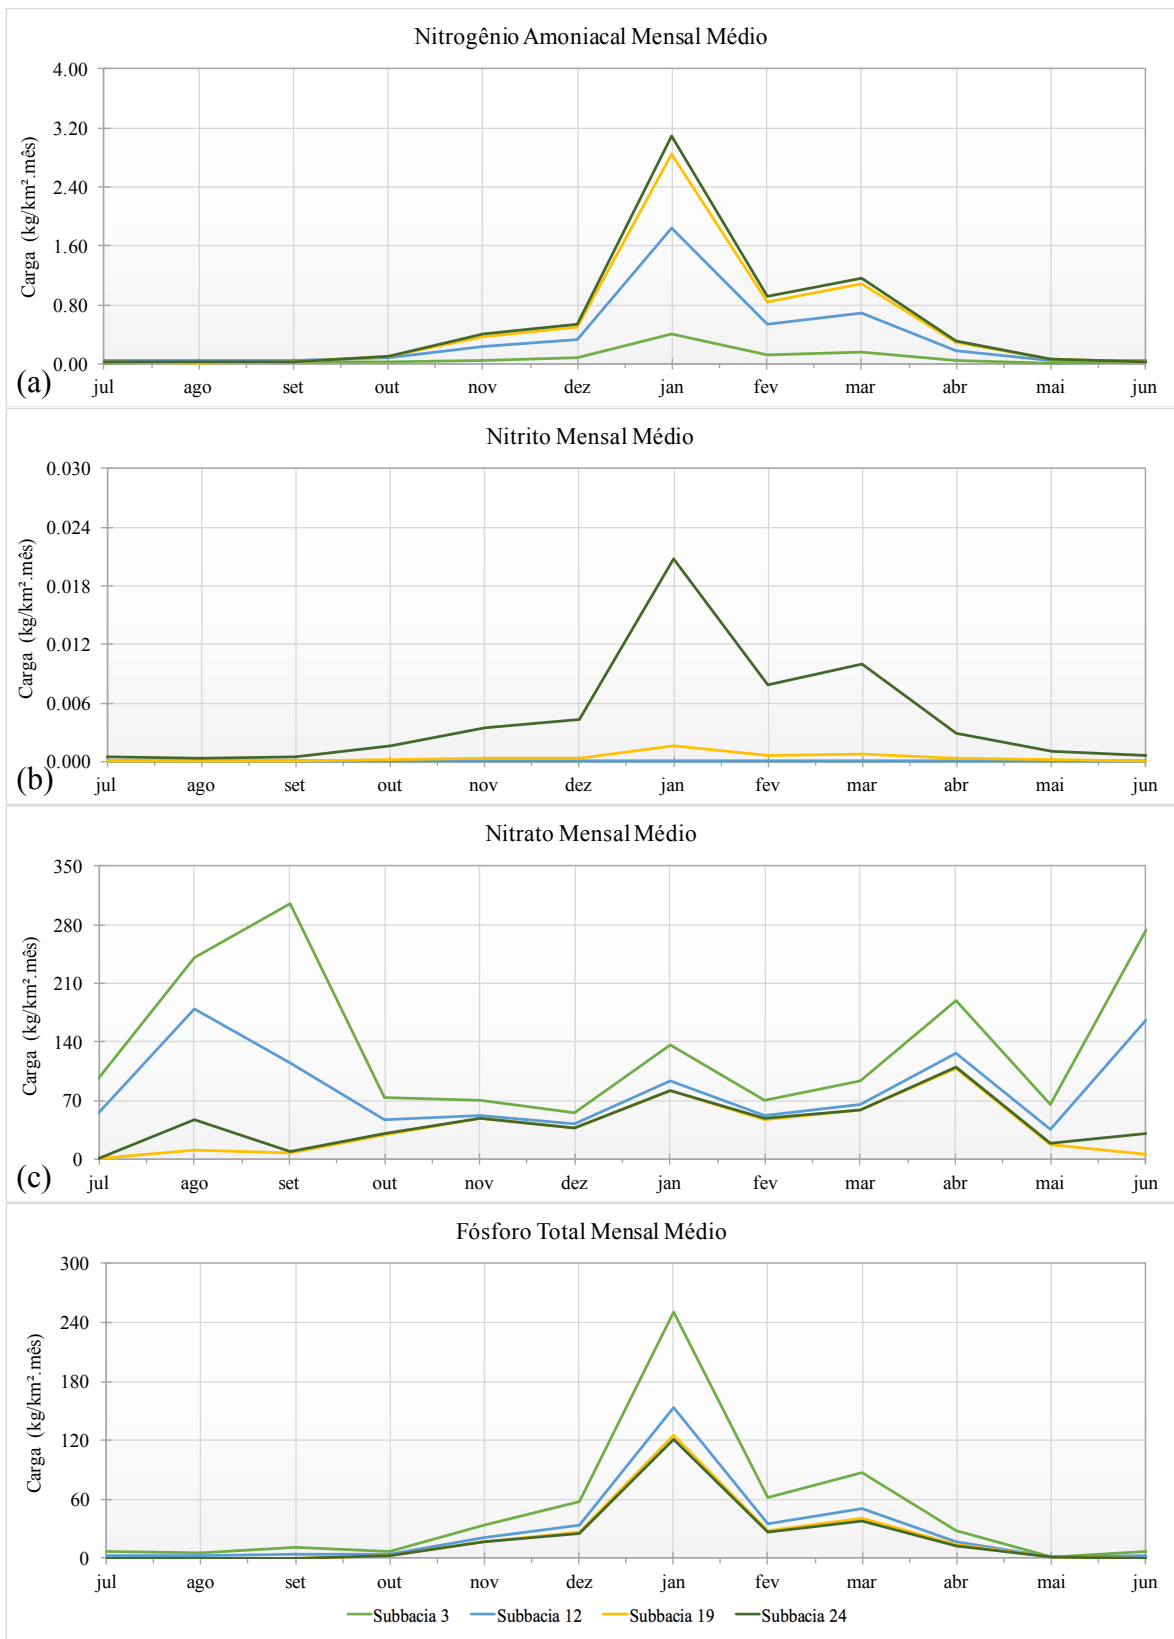 Nitrogênio Amoniacal Mensal Médio
Carga (kg/km².mês)
4.00
3.20
2.40
1.60
0.80
0.00
(a)
jul ago set out nov dez jan fev mar abr mai jun
Nitrito Mensal Médio
Carga (kg/km².mês)
0.030
0.024
0.018
0.012
0.006
0.000
(b)
jul ago set out nov dez jan fev mar abr mai jun
Nitrato Mensal Médio
Carga (kg/km².mês)
350
280
210
140
70
0
(c)
jul ago set out nov dez jan fev mar abr mai jun
Fósforo Total Mensal Médio
Carga (kg/km².mês)
300
240
180
120
60
0
jul ago set out nov dez jan fev mar abr mai jun
Subbacia 3 Subbacia 12 Subbacia 19 Subbacia 24